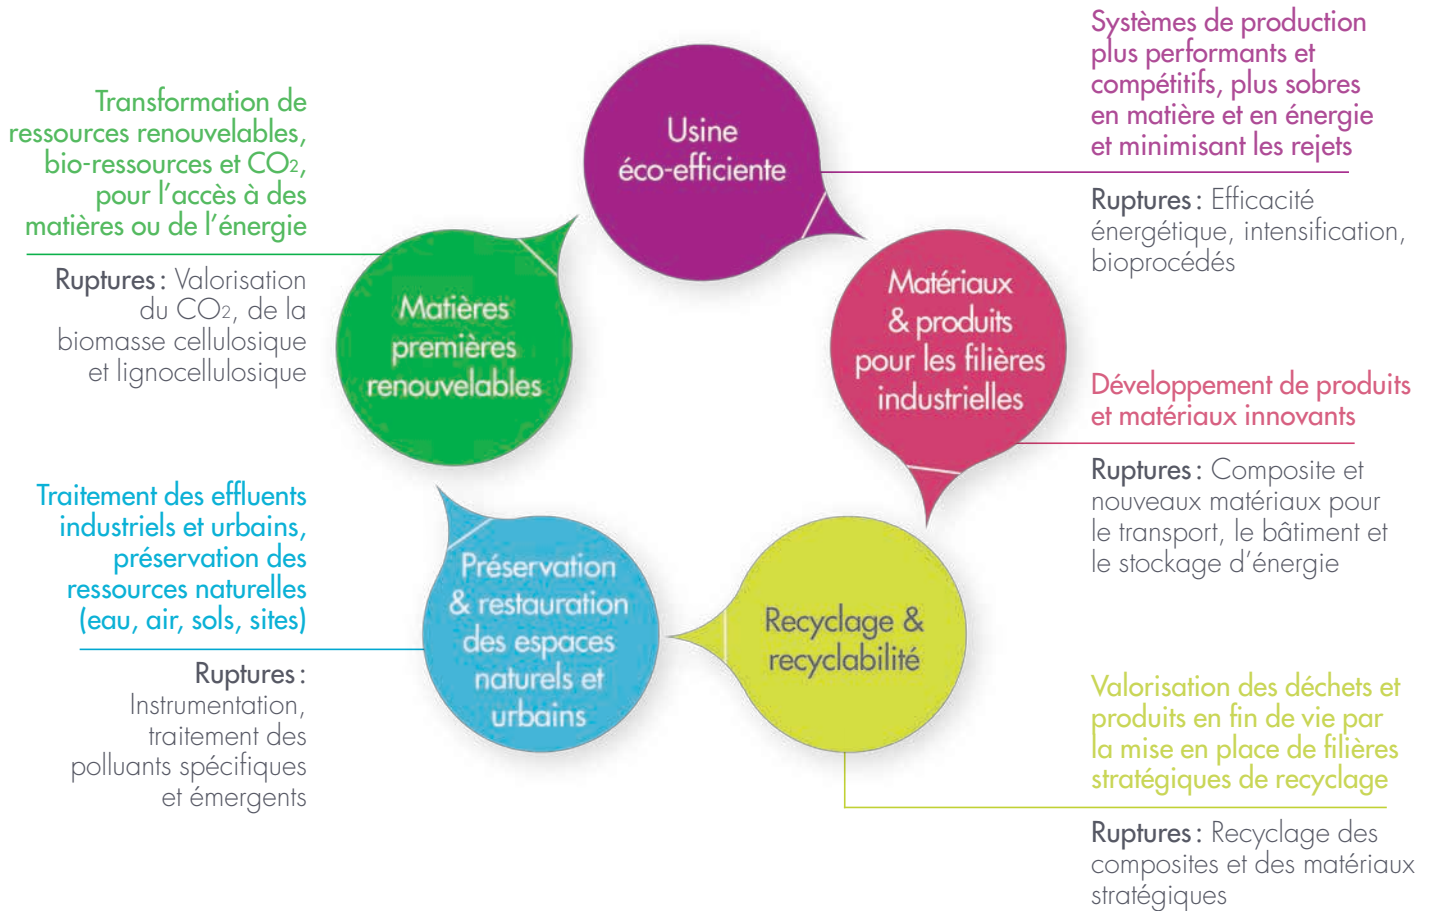 Systèmes de production
plus performants et
compétitifs, plus sobres
en matière et en énergie
et minimisant les rejets
Ruptures : Efficacité
énergétique, intensification,
bioprocédés
Usine
éco-efficiente
Transformation de
ressources renouvelables,
bio-ressources et CO2,
pour l'accès à des
matières ou de l'énergie
Ruptures : Valorisation
du CO2, de la
biomasse cellulosique
et lignocellulosique
Matières
premières
renouvelables
Matériaux
& produits
pour les filières
industrielles
Développement de produits
et matériaux innovants
Ruptures : Composite et
nouveaux matériaux pour
le transport, le bâtiment et
le stockage d'énergie
Traitement des effluents
industriels et urbains,
préservation des
ressources naturelles
(eau, air, sols, sites)
Ruptures :
Instrumentation,
traitement des
polluants spécifiques
et émergents
Préservation
& restauration
des espaces
naturels et
urbains
Recyclage &
recyclabilité
Valorisation des déchets et
produits en fin de vie par
la mise en place de filières
stratégiques de recyclage
Ruptures : Recyclage des
composites et des matériaux
stratégiques